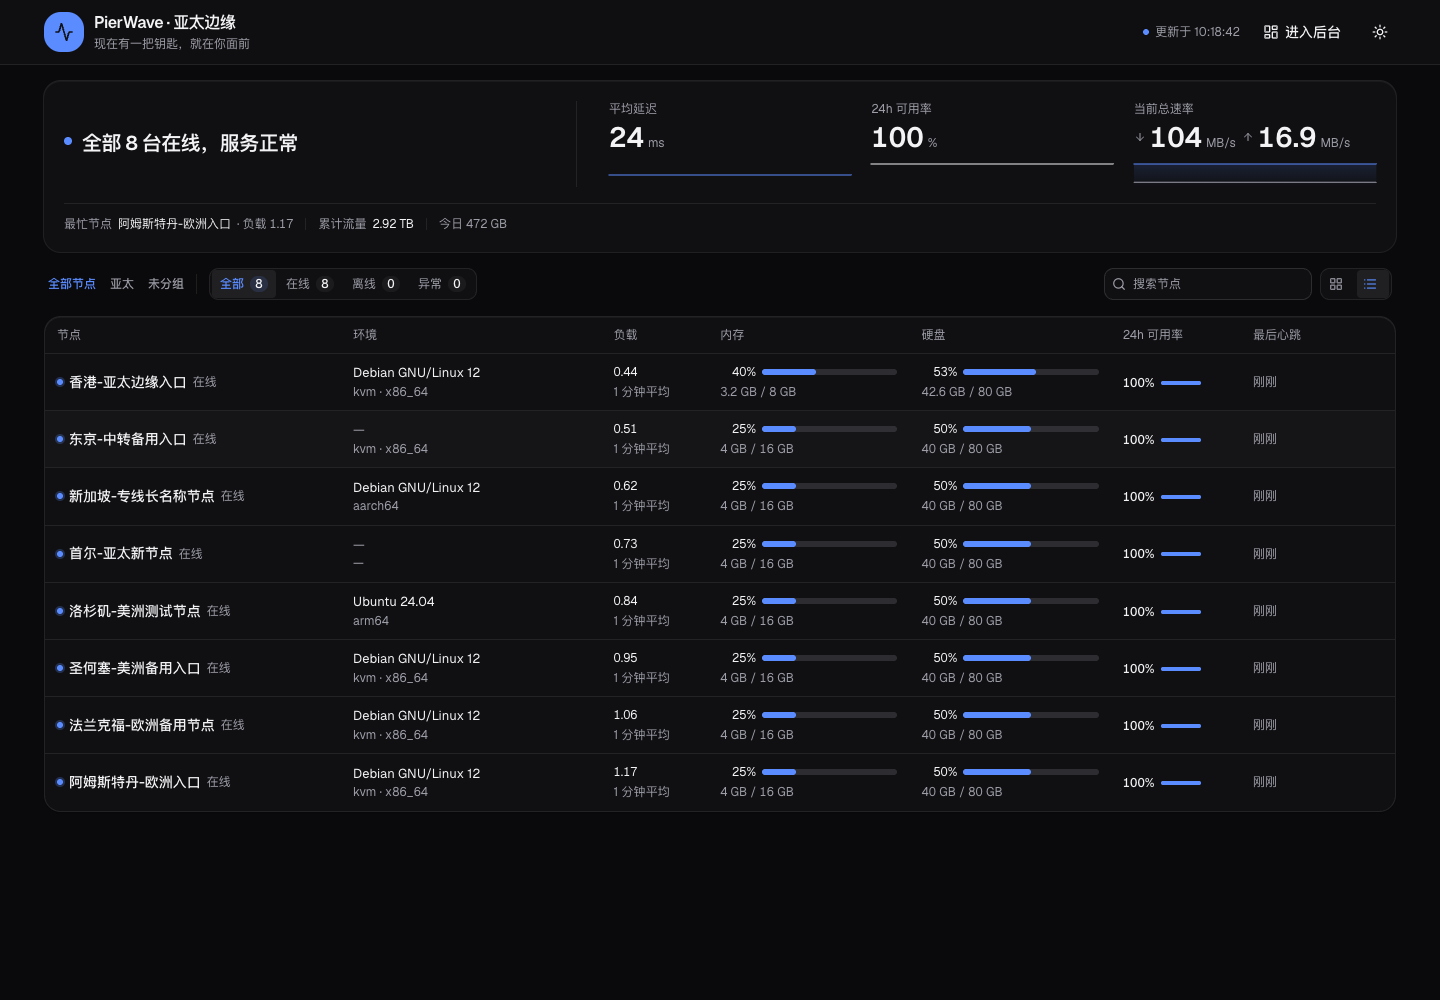 PierWave · 亚太边缘
现在有一把钥匙，就在你面前
更新于 10:18:42
进入后台
全部 8 台在线，服务正常
平均延迟
24 ms
24h 可用率
100 %
当前总速率
↓ 104 MB/s ↑ 16.9 MB/s
最忙节点 阿姆斯特丹-欧洲入口 · 负载 1.17 累计流量 2.92 TB 今日 472 GB
全部节点 亚太 未分组 全部 8 在线 8 离线 0 异常 0 搜索节点
节点 环境 负载 内存 硬盘 24h 可用率 最后心跳
香港-亚太边缘入口 在线 Debian GNU/Linux 12 0.44 40% 53% 100% 刚刚
kvm · x86_64 1 分钟平均 3.2 GB / 8 GB 42.6 GB / 80 GB
东京-中转备用入口 在线 — 0.51 25% 50% 100% 刚刚
kvm · x86_64 1 分钟平均 4 GB / 16 GB 40 GB / 80 GB
新加坡-专线长名称节点 在线 Debian GNU/Linux 12 0.62 25% 50% 100% 刚刚
aarch64 1 分钟平均 4 GB / 16 GB 40 GB / 80 GB
首尔-亚太新节点 在线 — 0.73 25% 50% 100% 刚刚
— 1 分钟平均 4 GB / 16 GB 40 GB / 80 GB
洛杉矶-美洲测试节点 在线 Ubuntu 24.04 0.84 25% 50% 100% 刚刚
arm64 1 分钟平均 4 GB / 16 GB 40 GB / 80 GB
圣何塞-美洲备用入口 在线 Debian GNU/Linux 12 0.95 25% 50% 100% 刚刚
kvm · x86_64 1 分钟平均 4 GB / 16 GB 40 GB / 80 GB
法兰克福-欧洲备用节点 在线 Debian GNU/Linux 12 1.06 25% 50% 100% 刚刚
kvm · x86_64 1 分钟平均 4 GB / 16 GB 40 GB / 80 GB
阿姆斯特丹-欧洲入口 在线 Debian GNU/Linux 12 1.17 25% 50% 100% 刚刚
kvm · x86_64 1 分钟平均 4 GB / 16 GB 40 GB / 80 GB